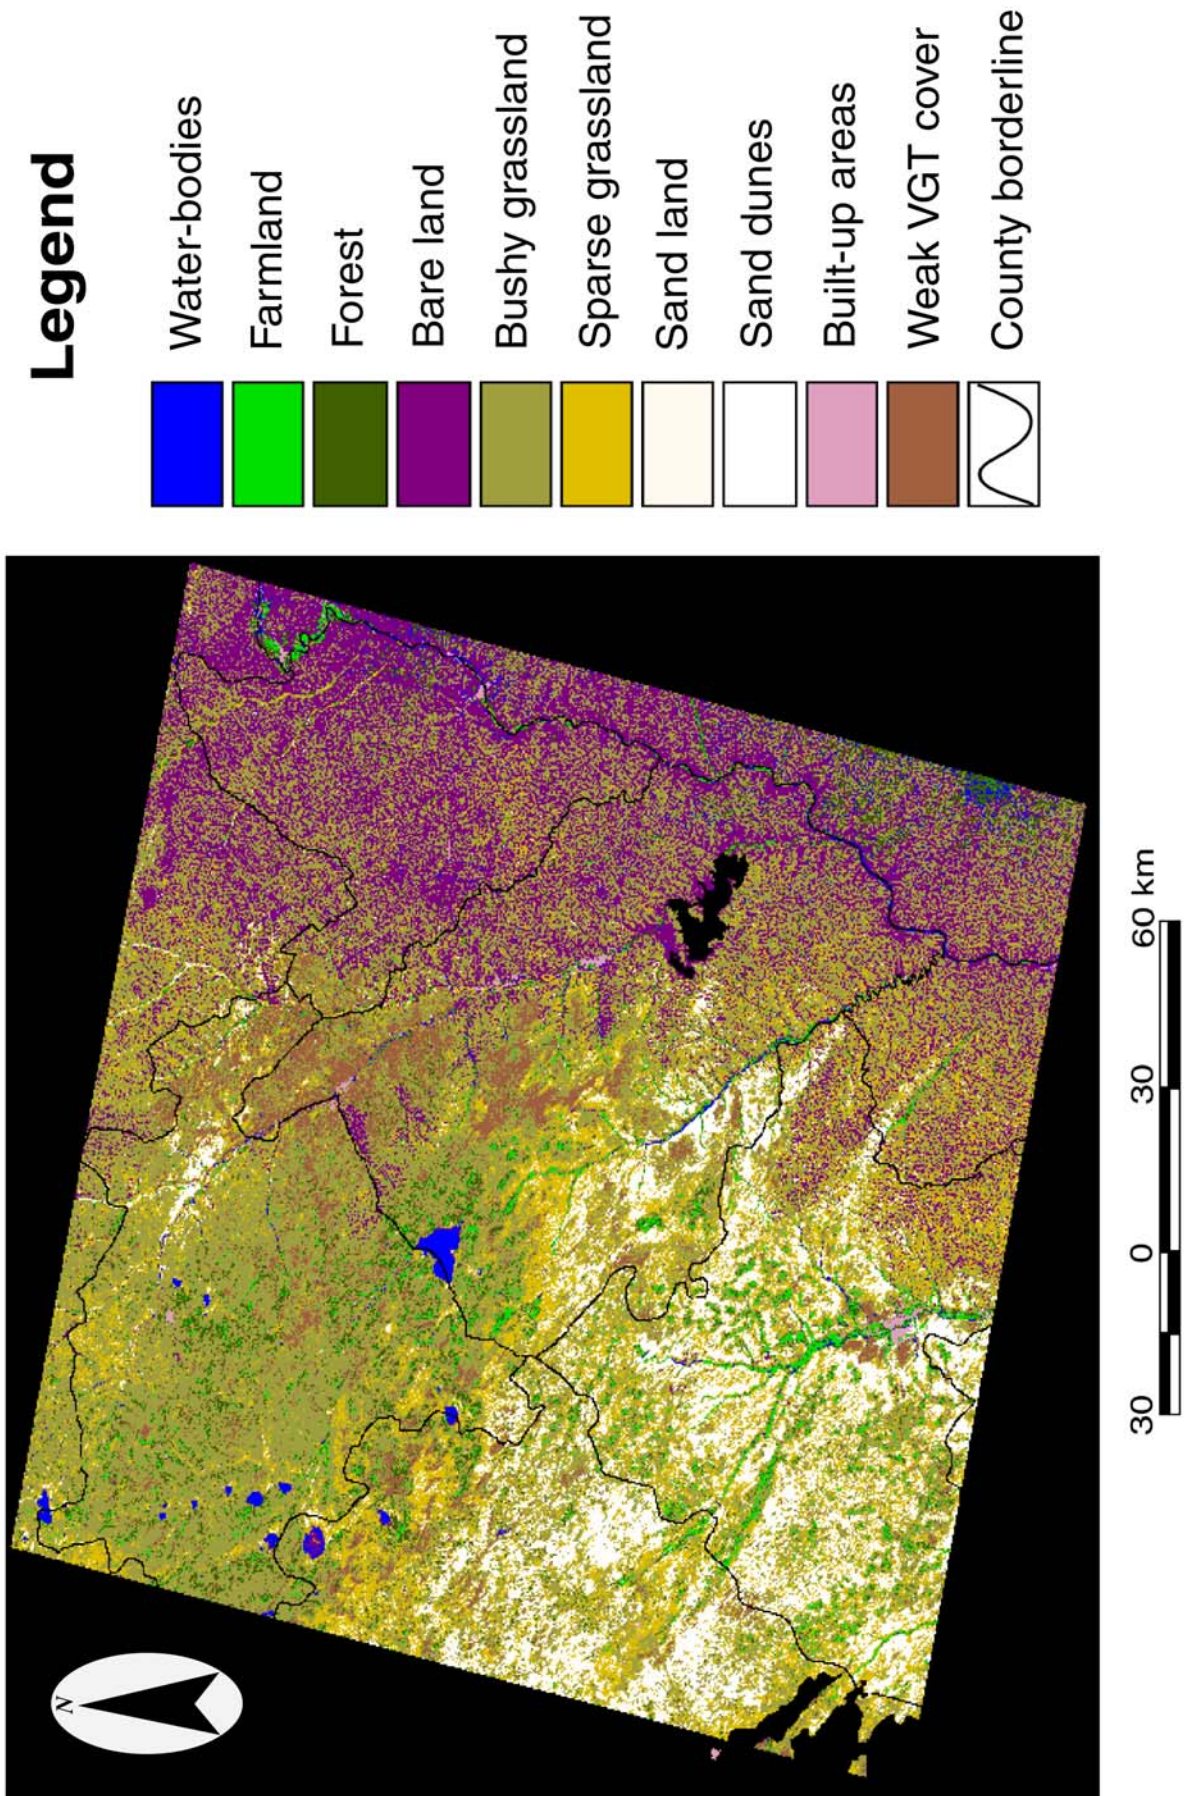 Legend
Water-bodies
Farmland
Forest
Bare land
Bushy grassland
Sparse grassland
Sand land
Sand dunes
Built-up areas
Weak VGT cover
County borderline
N
30 0 30 60 km